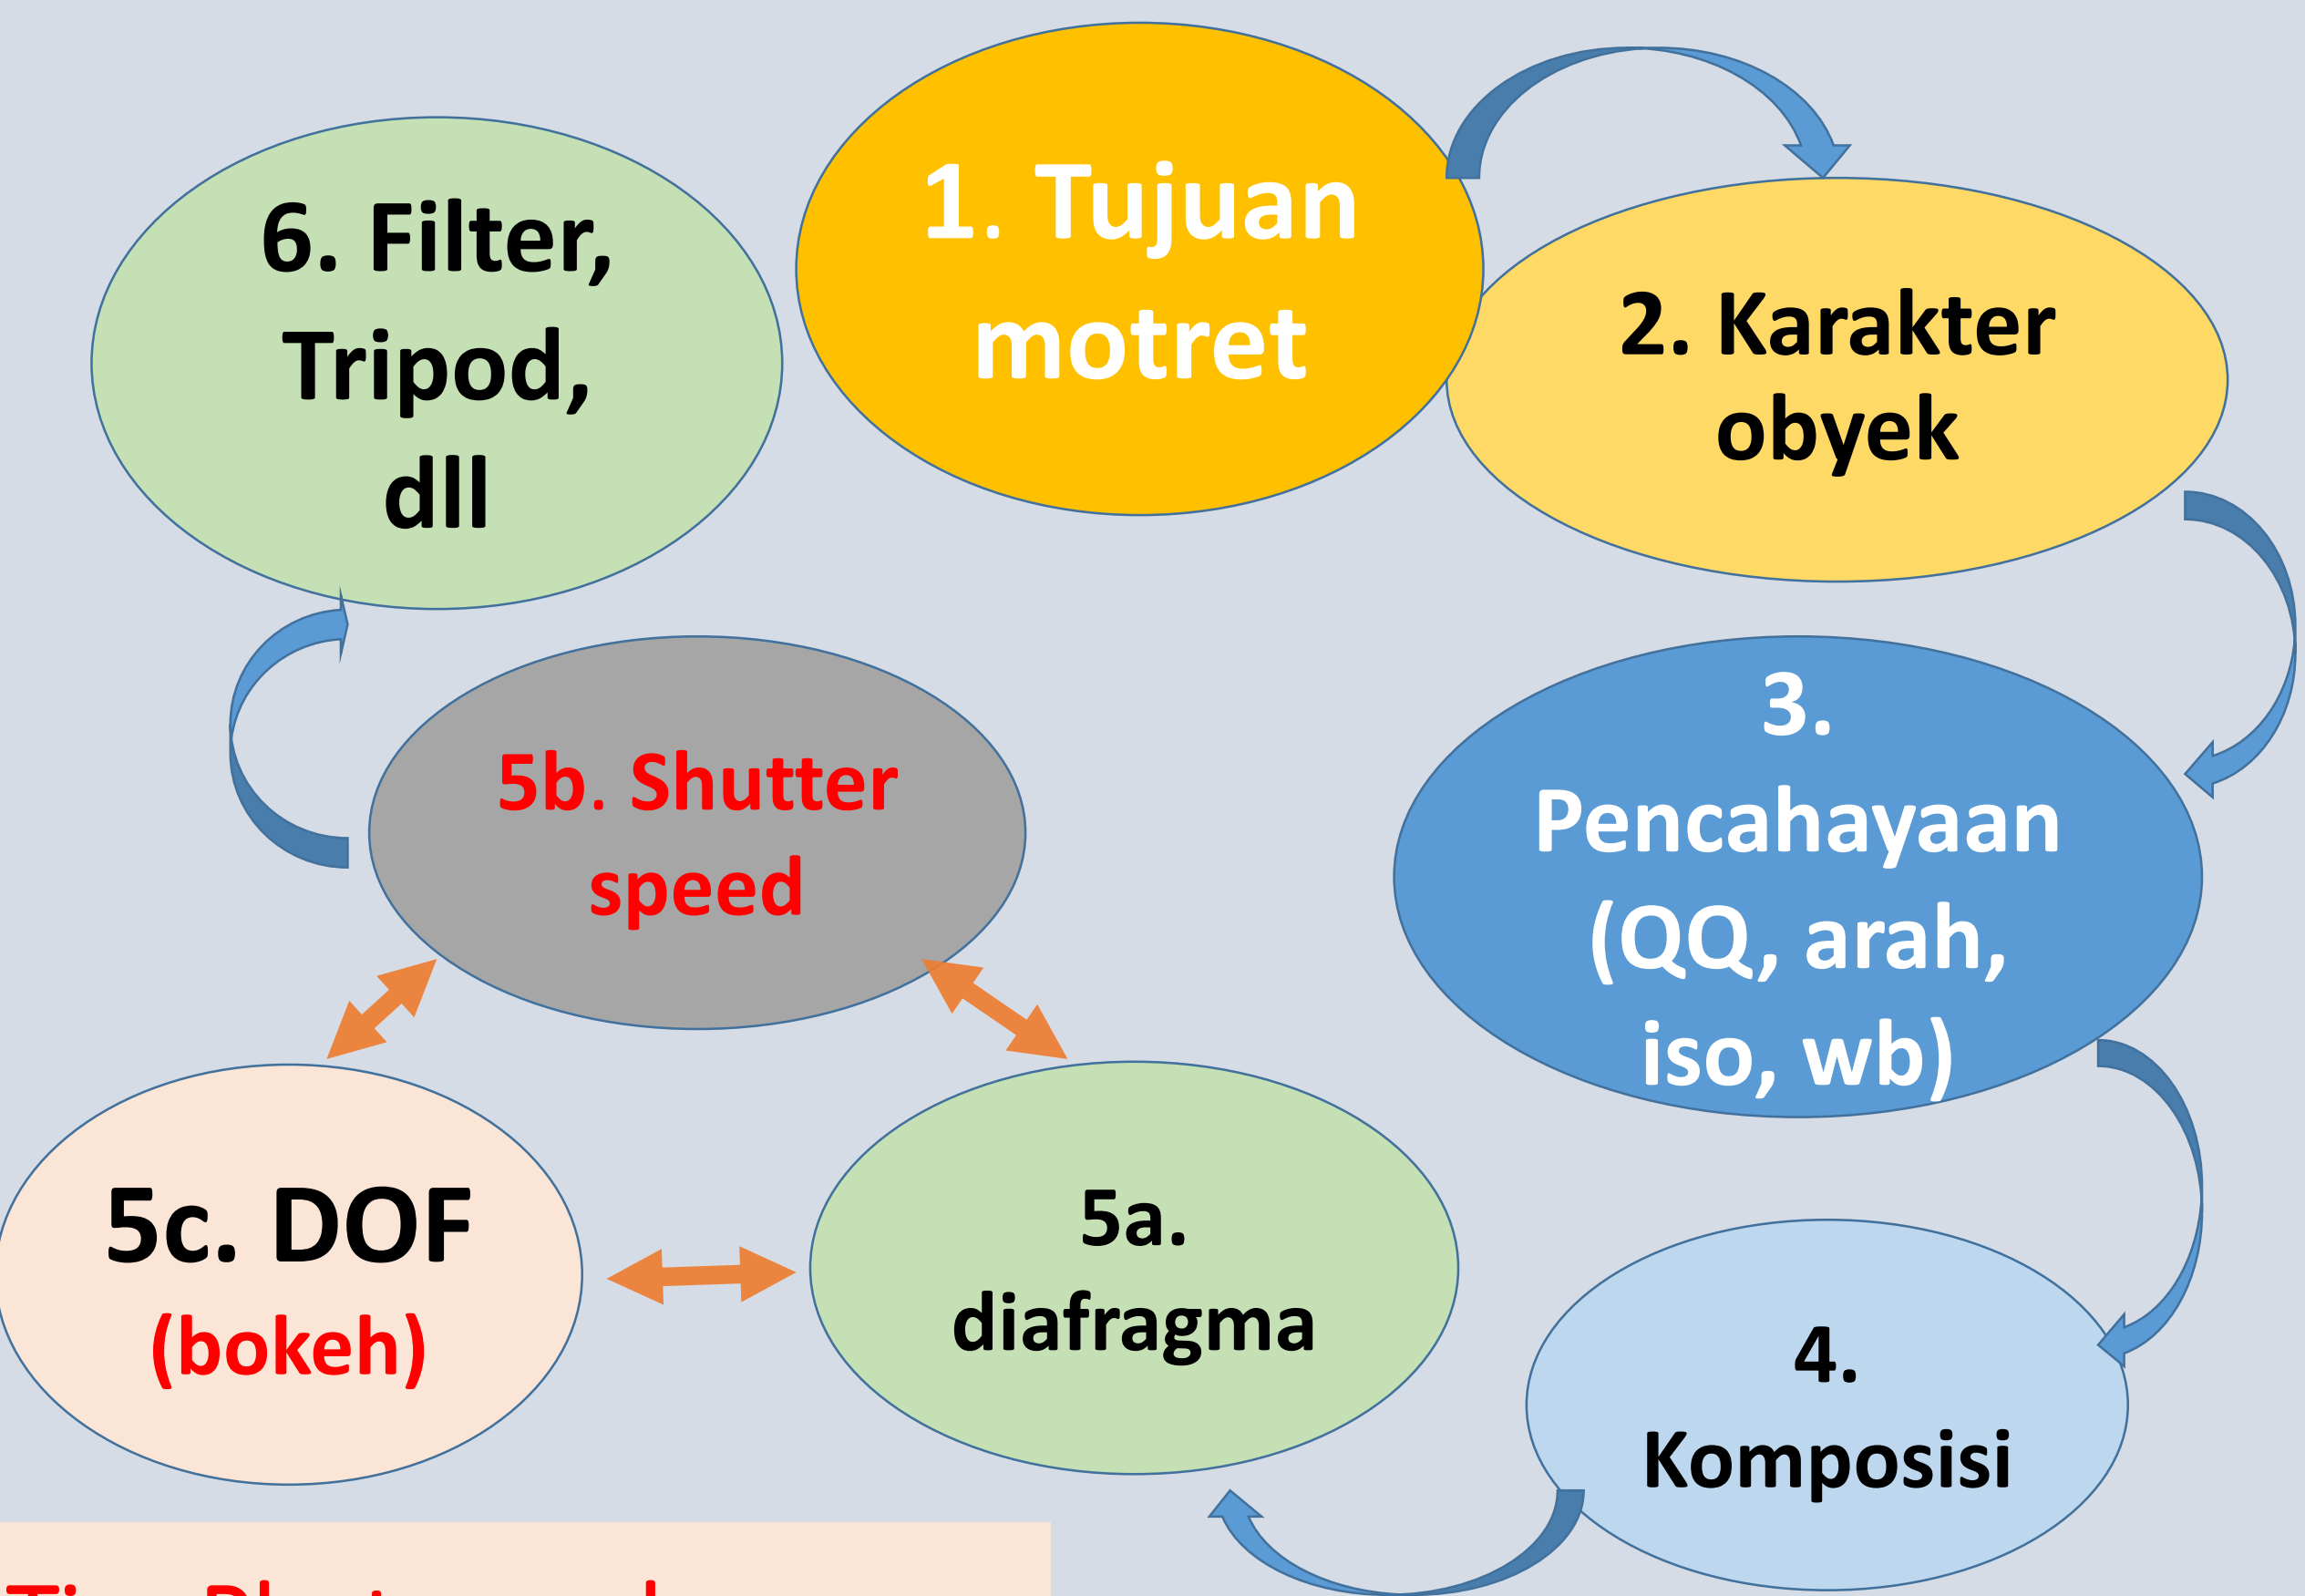 1. Tujuan
motret
2. Karakter
obyek
3.
Pencahayaan
(QQ, arah,
iso, wb)
4.
Komposisi
5a.
diafragma
5b. Shutter
speed
5c. DOF
(bokeh)
6. Filter,
Tripod,
dll